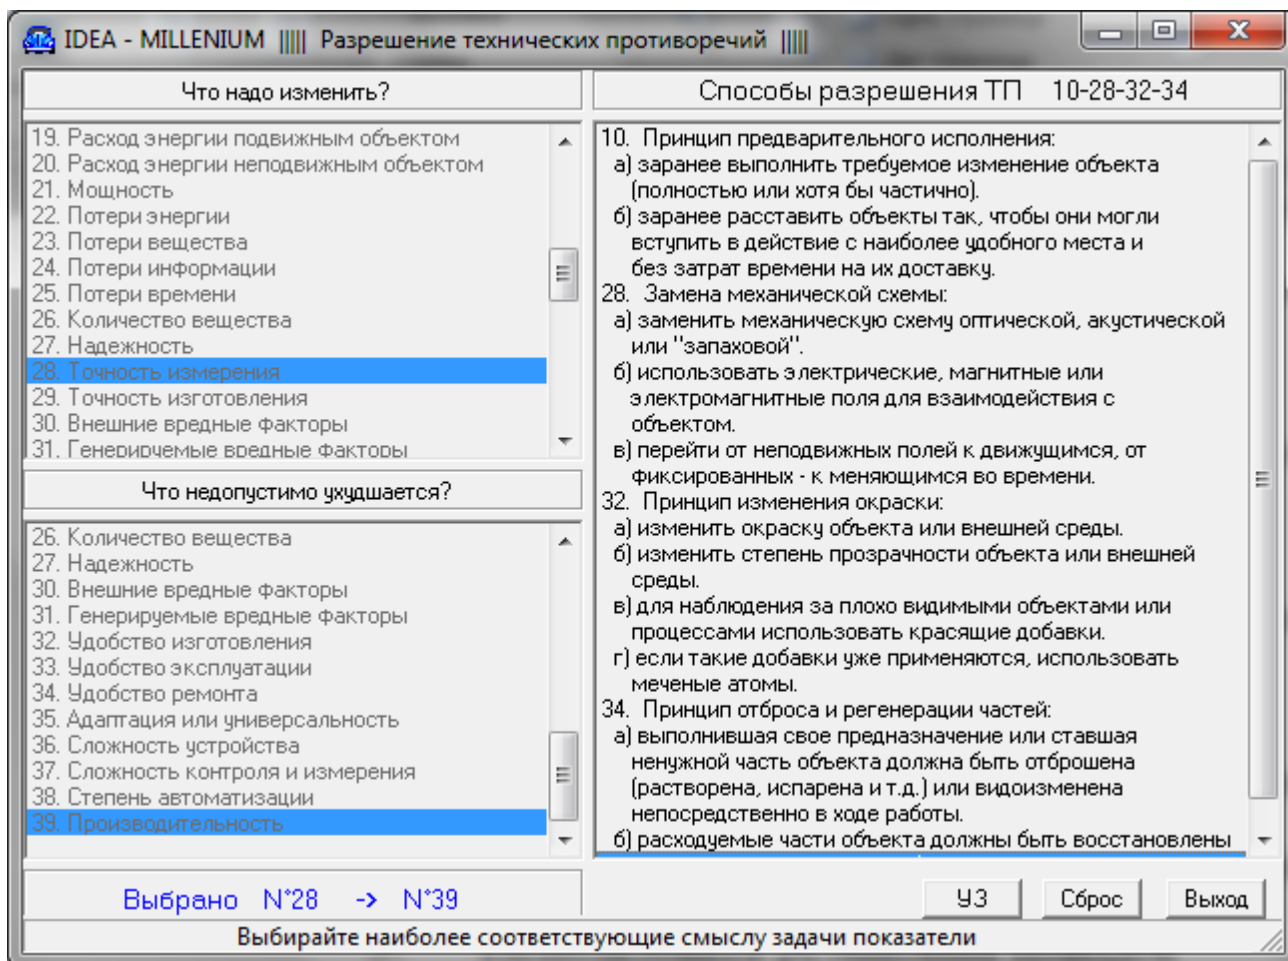 IDEA - MILLENIUM ||||| Разрешение технических противоречий |||||
Что надо изменить?
19. Расход энергии подвижным объектом
20. Расход энергии неподвижным объектом
21. Мощность
22. Потери энергии
23. Потери вещества
24. Потери информации
25. Потери времени
26. Количество вещества
27. Надежность
28. Точность измерения
29. Точность изготовления
30. Внешние вредные факторы
31. Генерируемые вредные факторы
Что недопустимо ухудшается?
26. Количество вещества
27. Надежность
30. Внешние вредные факторы
31. Генерируемые вредные факторы
32. Удобство изготовления
33. Удобство эксплуатации
34. Удобство ремонта
35. Адаптация или универсальность
36. Сложность устройства
37. Сложность контроля и измерения
38. Степень автоматизации
39. Производительность
Выбрано N°28 -> N°39
Способы разрешения ТП 10-28-32-34
10. Принцип предварительного исполнения:
а) заранее выполнить требуемое изменение объекта
(полностью или хотя бы частично).
б) заранее расставить объекты так, чтобы они могли
вступить в действие с наиболее удобного места и
без затрат времени на их доставку.
28. Замена механической схемы:
а) заменить механическую схему оптической, акустической
или "запаховой".
б) использовать электрические, магнитные или
электромагнитные поля для взаимодействия с
объектом.
в) перейти от неподвижных полей к движущимся, от
фиксированных - к меняющимся во времени.
32. Принцип изменения окраски:
а) изменить окраску объекта или внешней среды.
б) изменить степень прозрачности объекта или внешней
среды.
в) для наблюдения за плохо видимыми объектами или
процессами использовать красящие добавки.
г) если такие добавки уже применяются, использовать
меченые атомы.
34. Принцип отброса и регенерации частей:
а) выполнившая свое предназначение или ставшая
ненужной часть объекта должна быть отброшена
(растворена, испарена и т.д.) или видоизменена
непосредственно в ходе работы.
б) расходуемые части объекта должны быть восстановлены
УЗ Сброс Выход
Выбирайте наиболее соответствующие смыслу задачи показатели